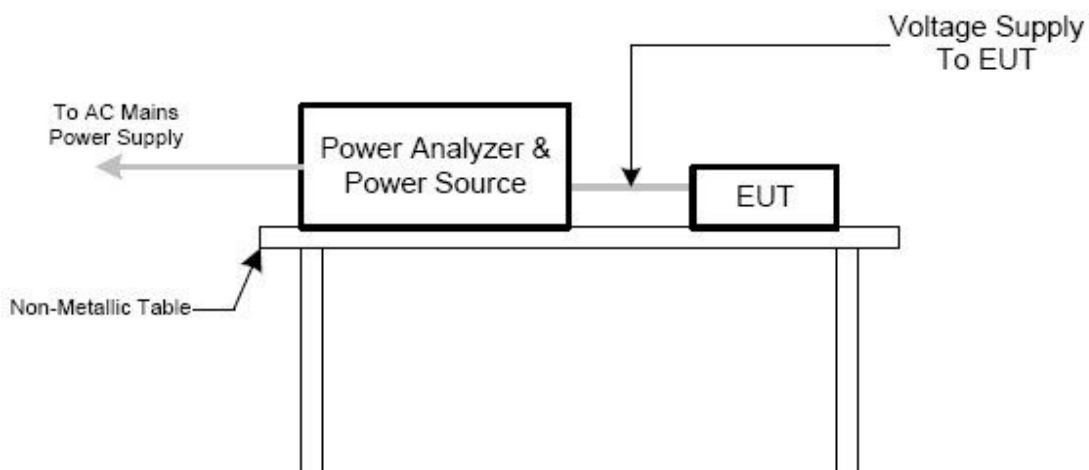 Voltage Supply
To EUT
To AC Mains
Power Supply
Power Analyzer &
Power Source
EUT
Non-Metallic Table